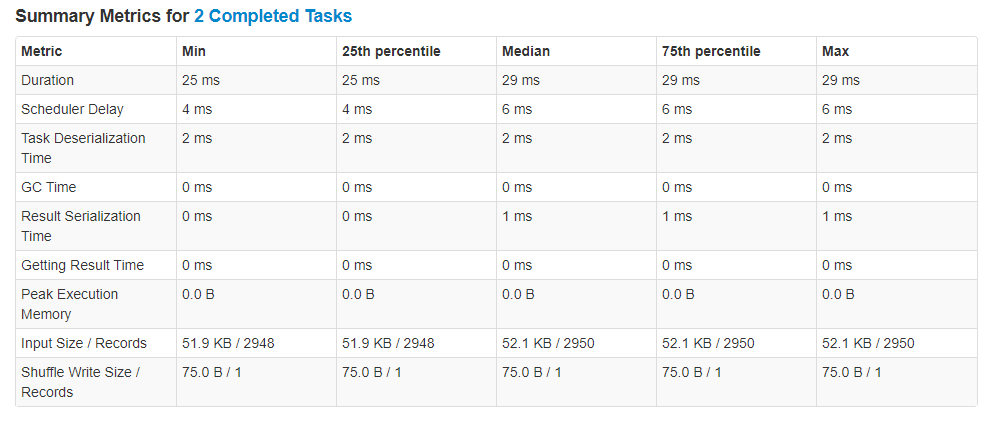 Summary Metrics for 2 Completed Tasks
Metric Min 25th percentile Median 75th percentile Max
Duration 25 ms 25 ms 29 ms 29 ms 29 ms
Scheduler Delay 4 ms 4 ms 6 ms 6 ms 6 ms
Task Deserialization 2 ms 2 ms 2 ms 2 ms 2 ms
Time
GC Time 0 ms 0 ms 0 ms 0 ms 0 ms
Result Serialization 0 ms 0 ms 1 ms 1 ms 1 ms
Time
Getting Result Time 0 ms 0 ms 0 ms 0 ms 0 ms
Peak Execution 0.0 B 0.0 B 0.0 B 0.0 B 0.0 B
Memory
Input Size / Records 51.9 KB / 2948 51.9 KB / 2948 52.1 KB / 2950 52.1 KB / 2950 52.1 KB / 2950
Shuffle Write Size / 75.0 B / 1 75.0 B / 1 75.0 B / 1 75.0 B / 1 75.0 B / 1
Records